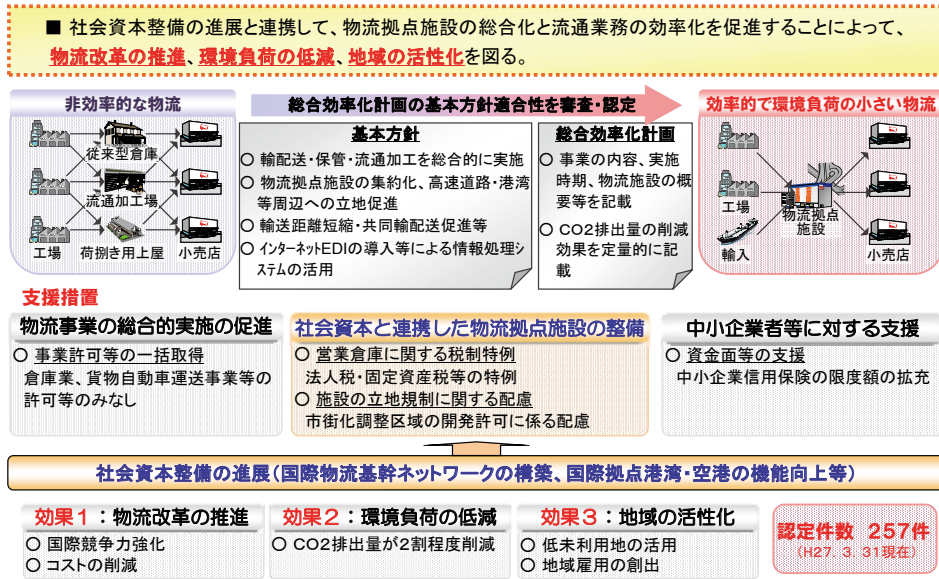 ■ 社会資本整備の進展と連携して、物流拠点施設の総合化と流通業務の効率化を促進することによって、
物流改革の推進、環境負荷の低減、地域の活性化を図る。
非効率的な物流
従来型倉庫
流通加工場
工場
荷捌き用上屋
小売店
総合効率化計画の基本方針適合性を審査・認定
基本方針
○ 輸配送・保管・流通加工を総合的に実施
○ 物流拠点施設の集約化、高速道路・港湾
等周辺への立地促進
○ 輸送距離短縮・共同輸配送促進等
○ インターネットEDIの導入等による情報処理シ
ステムの活用
総合効率化計画
○ 事業の内容、実施
時期、物流施設の概
要等を記載
○ CO2排出量の削減
効果を定量的に記
載
効率的で環境負荷の小さい物流
工場
物流拠点
施設
輸入
小売店
支援措置
物流事業の総合的実施の促進
○ 事業許可等の一括取得
倉庫業、貨物自動車運送事業等の
許可等のみなし
社会資本と連携した物流拠点施設の整備
○ 営業倉庫に関する税制特例
法人税・固定資産税等の特例
○ 施設の立地規制に関する配慮
市街化調整区域の開発許可に係る配慮
中小企業者等に対する支援
○ 資金面等の支援
中小企業信用保険の限度額の拡充
社会資本整備の進展(国際物流基幹ネットワークの構築、国際拠点港湾・空港の機能向上等)
効果1:物流改革の推進
○ 国際競争力強化
○ コストの削減
効果2:環境負荷の低減
○ CO2排出量が2割程度削減
効果3:地域の活性化
○ 低未利用地の活用
○ 地域雇用の創出
認定件数 257件
(H27. 3. 31現在)